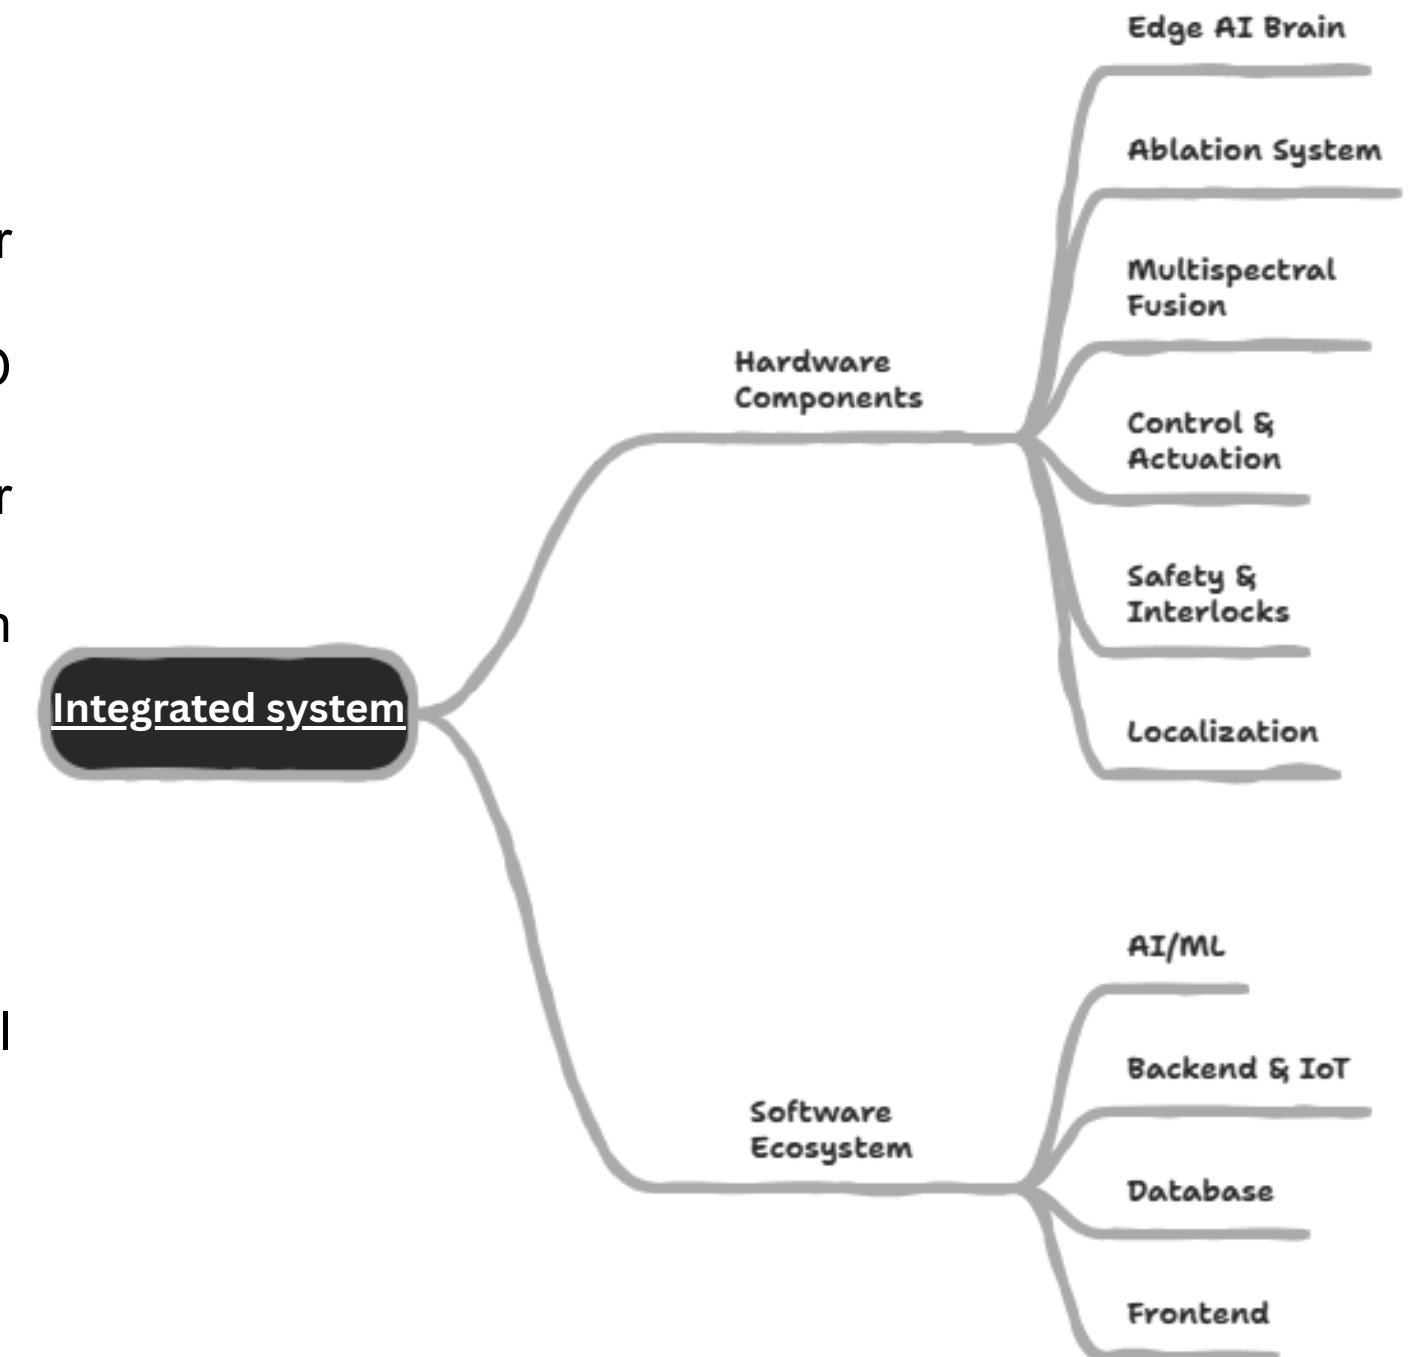 Edge AI Brain
Ablation System
Multispectral
Fusion
Hardware
Components
Control &
Actuation
Safety &
Interlocks
Integrated system
Localization
AI/ML
Backend & IoT
Software
Ecosystem
Database
Frontend